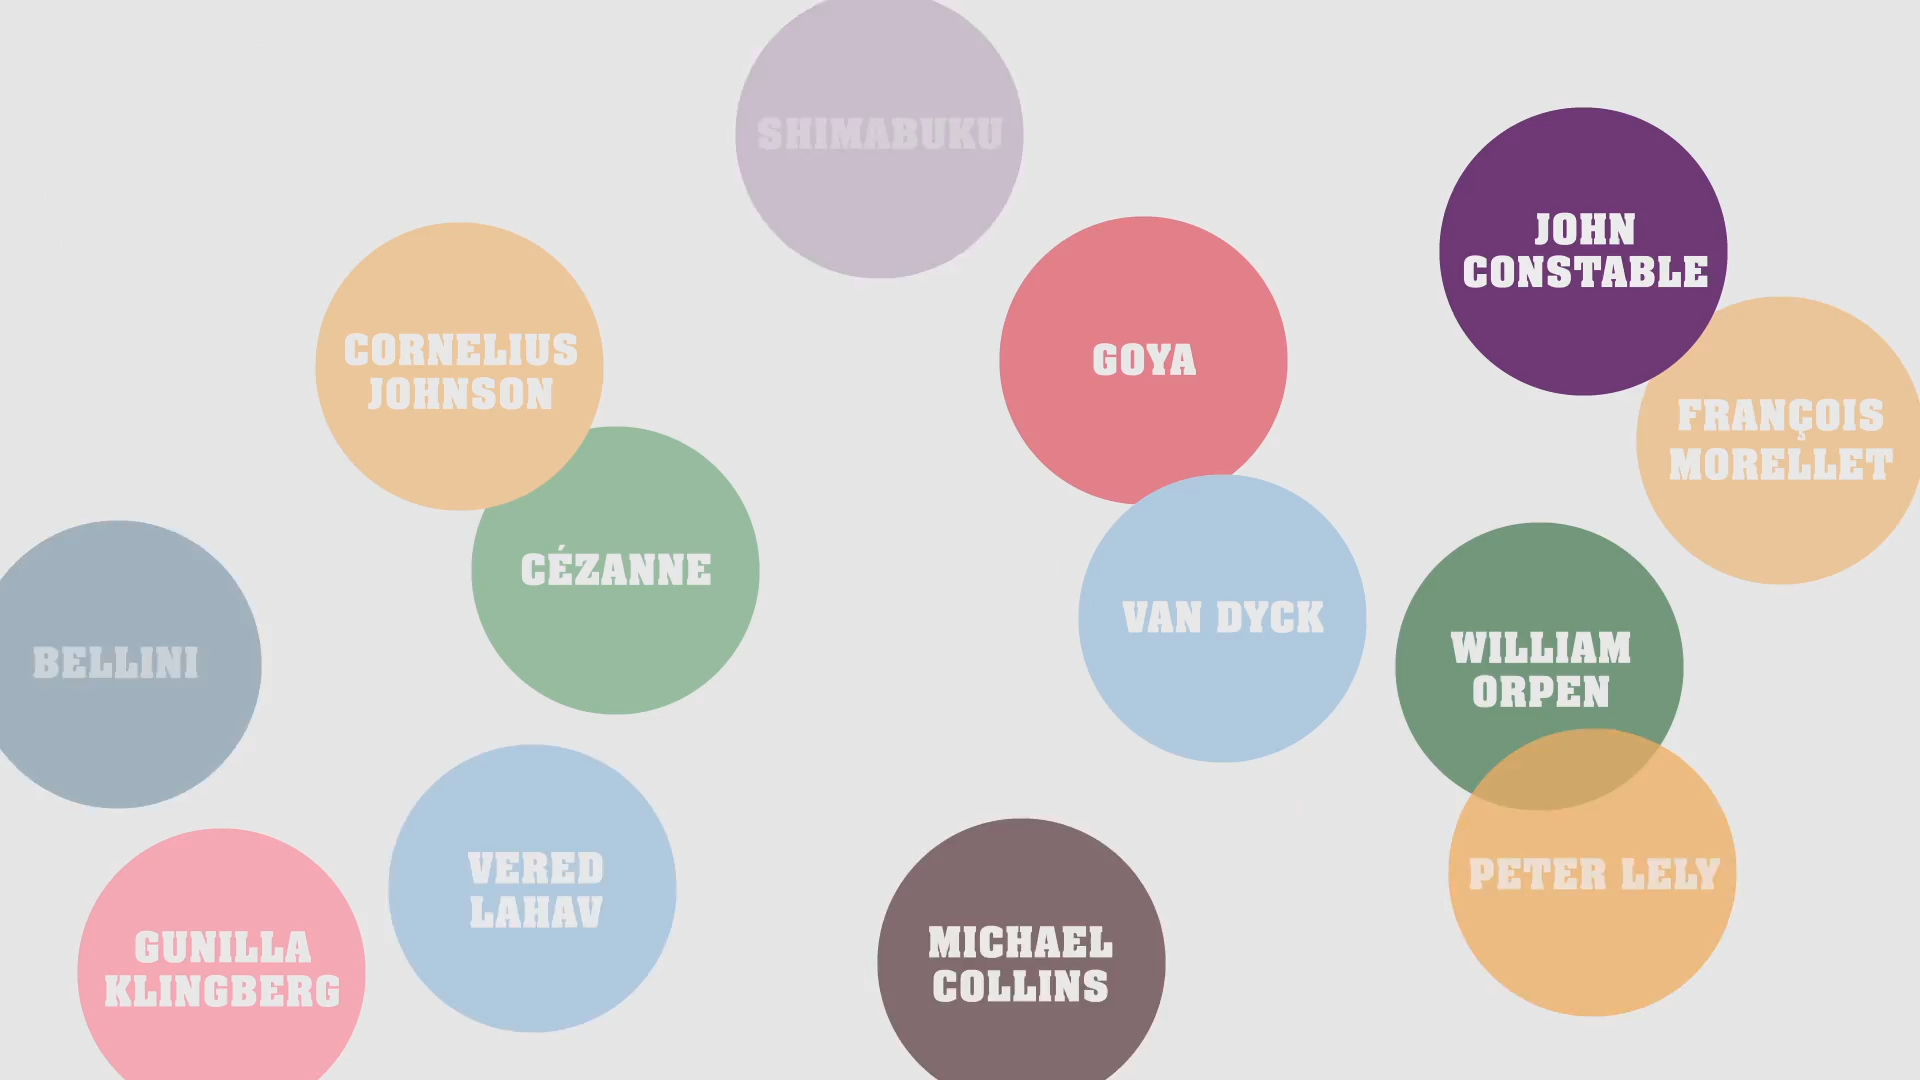 SHIMABUKU
JOHN
CONSTABLE
CORNELIUS
JOHNSON
GOYA
FRANÇOIS
MORELLET
CÉZANNE
VAN DYCK
BELLINI
WILLIAM
ORPEN
VERED
LAHAV
PETER LELY
GUNILLA
KLINGBERG
MICHAEL
COLLINS